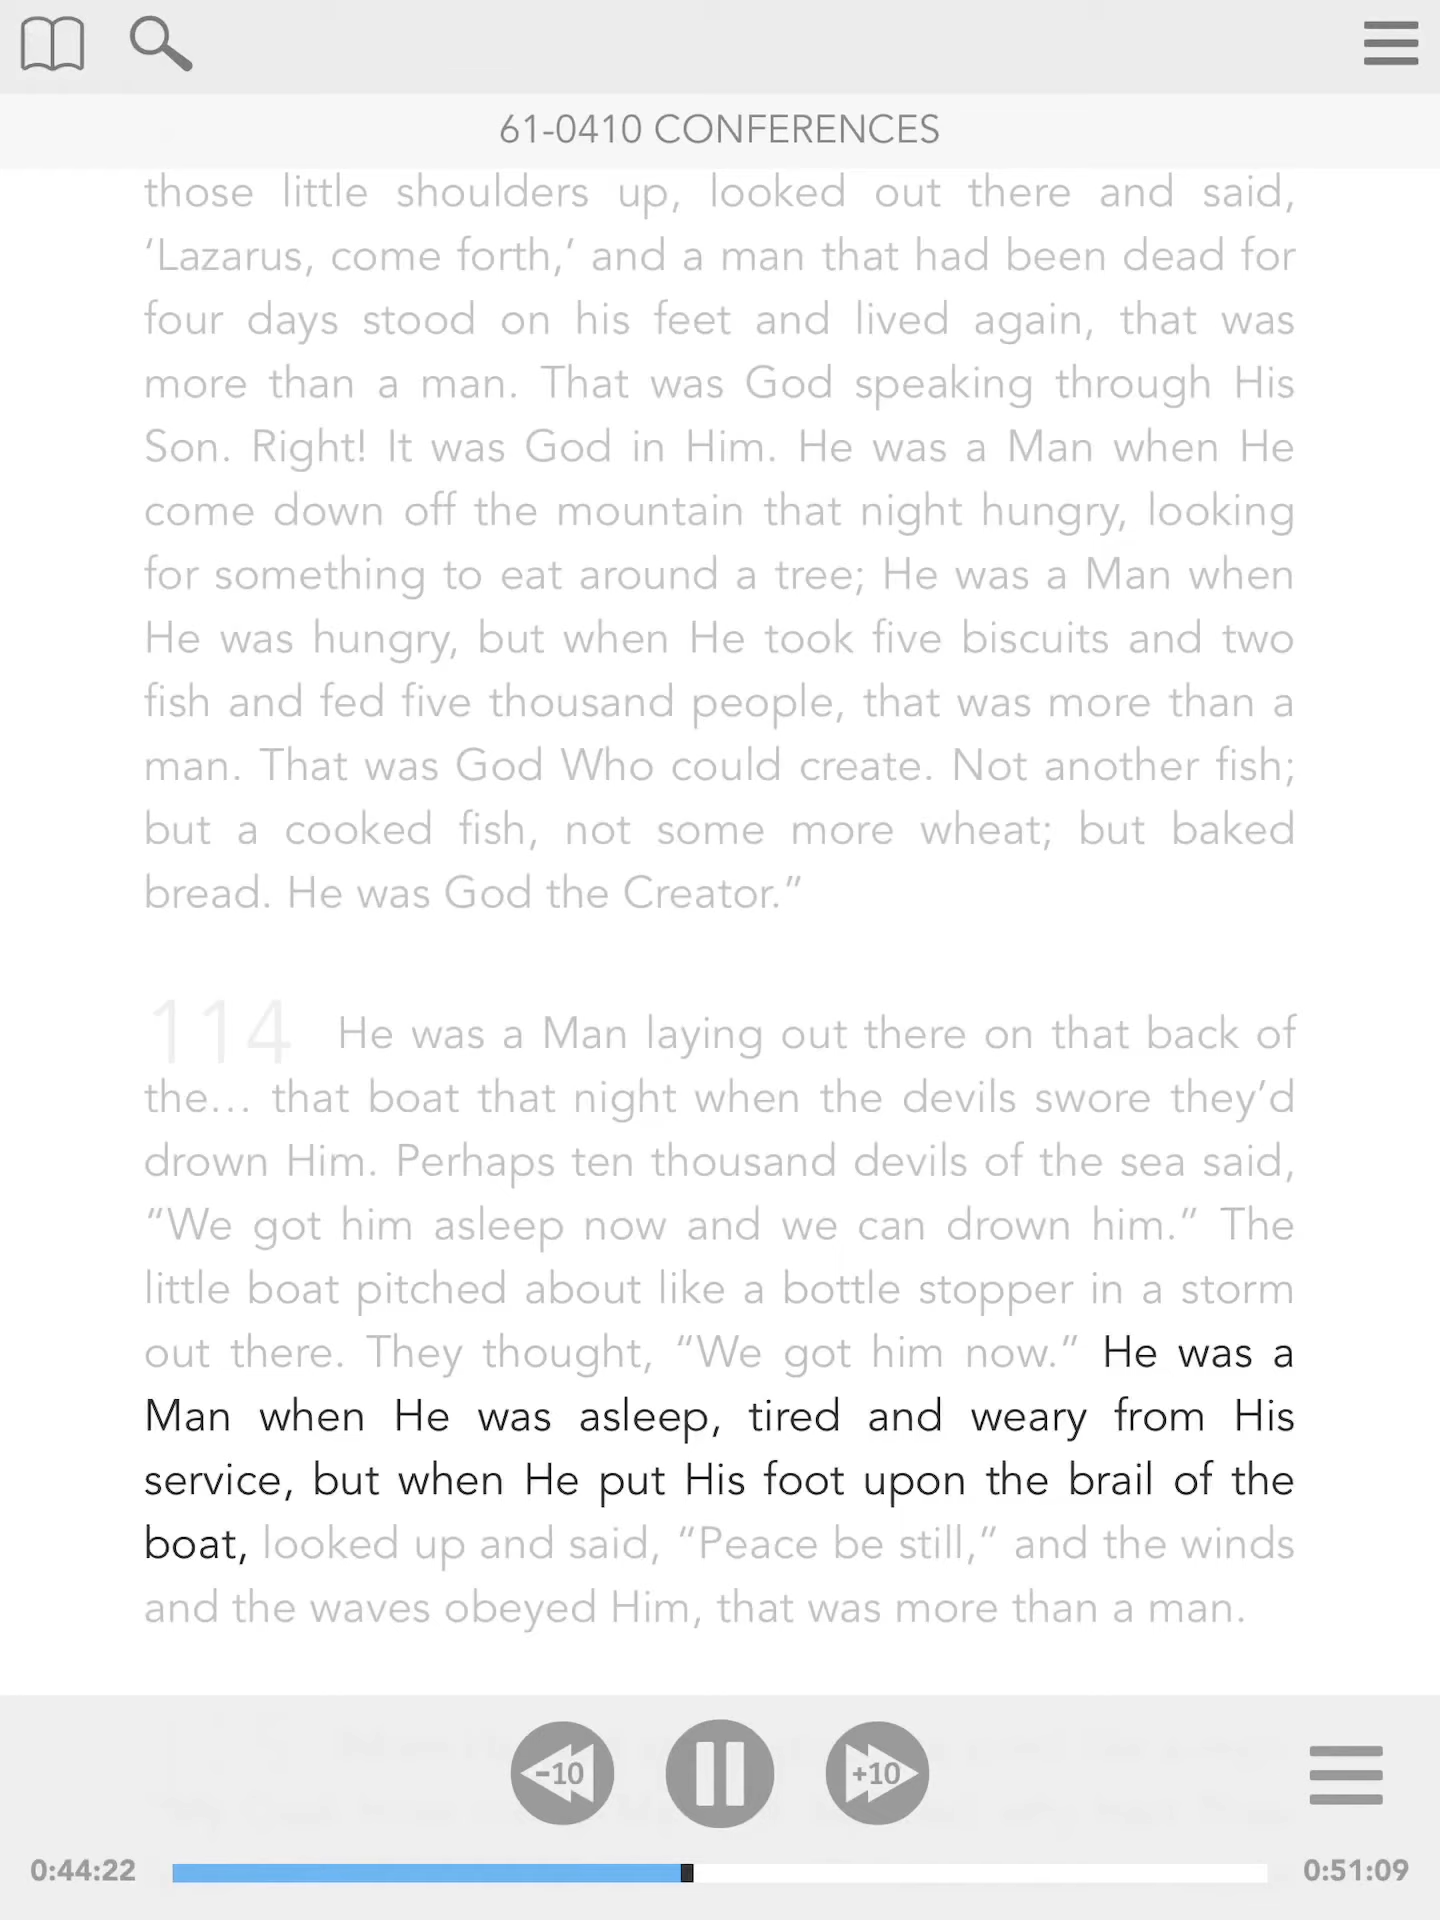 61-0410 CONFERENCES
those little shoulders up, looked out there and said,
‘Lazarus, come forth,’ and a man that had been dead for
four days stood on his feet and lived again, that was
more than a man. That was God speaking through His
Son. Right! It was God in Him. He was a Man when He
come down off the mountain that night hungry, looking
for something to eat around a tree; He was a Man when
He was hungry, but when He took five biscuits and two
fish and fed five thousand people, that was more than a
man. That was God Who could create. Not another fish;
but a cooked fish, not some more wheat; but baked
bread. He was God the Creator.”
114 He was a Man laying out there on that back of
the… that boat that night when the devils swore they’d
drown Him. Perhaps ten thousand devils of the sea said,
“We got him asleep now and we can drown him.” The
little boat pitched about like a bottle stopper in a storm
out there. They thought, “We got him now.” He was a
Man when He was asleep, tired and weary from His
service, but when He put His foot upon the brail of the
boat, looked up and said, “Peace be still,” and the winds
and the waves obeyed Him, that was more than a man.
-10 +10
0:44:22 0:51:09